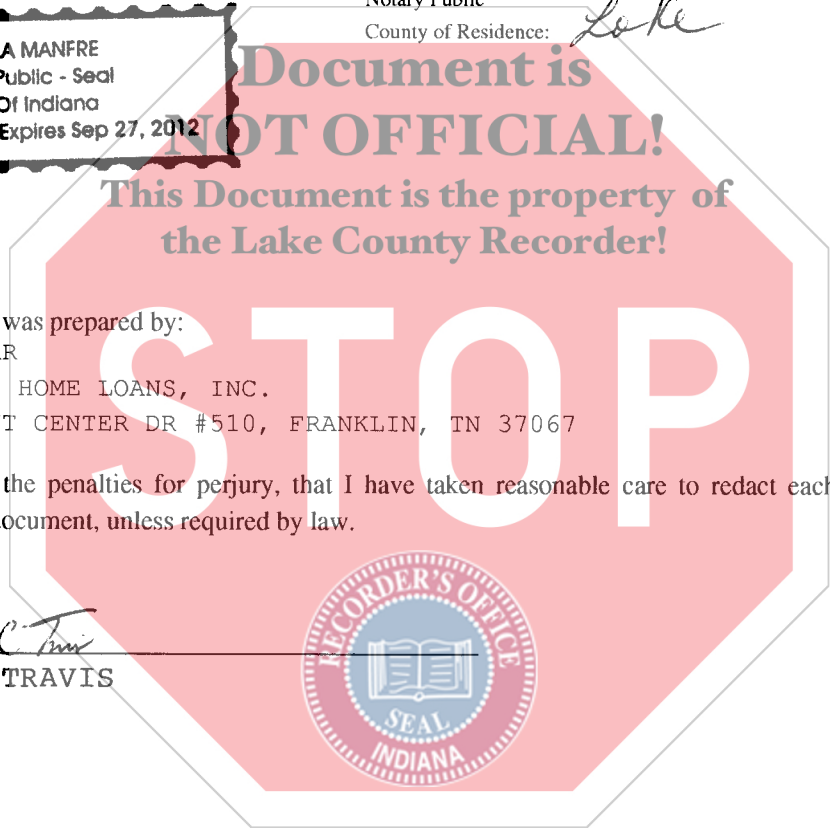 Notary Public
County of Residence: Lake
A MANFRE
Public - Seal
Of Indiana
Expires Sep 27, 2012
Document is
NOT OFFICIAL!
This Document is the property of
the Lake County Recorder!
was prepared by:
R
HOME LOANS, INC.
T CENTER DR #510, FRANKLIN, TN 37067
STOP
the penalties for perjury, that I have taken reasonable care to redact each
ocument, unless required by law.
TRAVIS
RECORDER'S OFFICE
SEAL
INDIANA